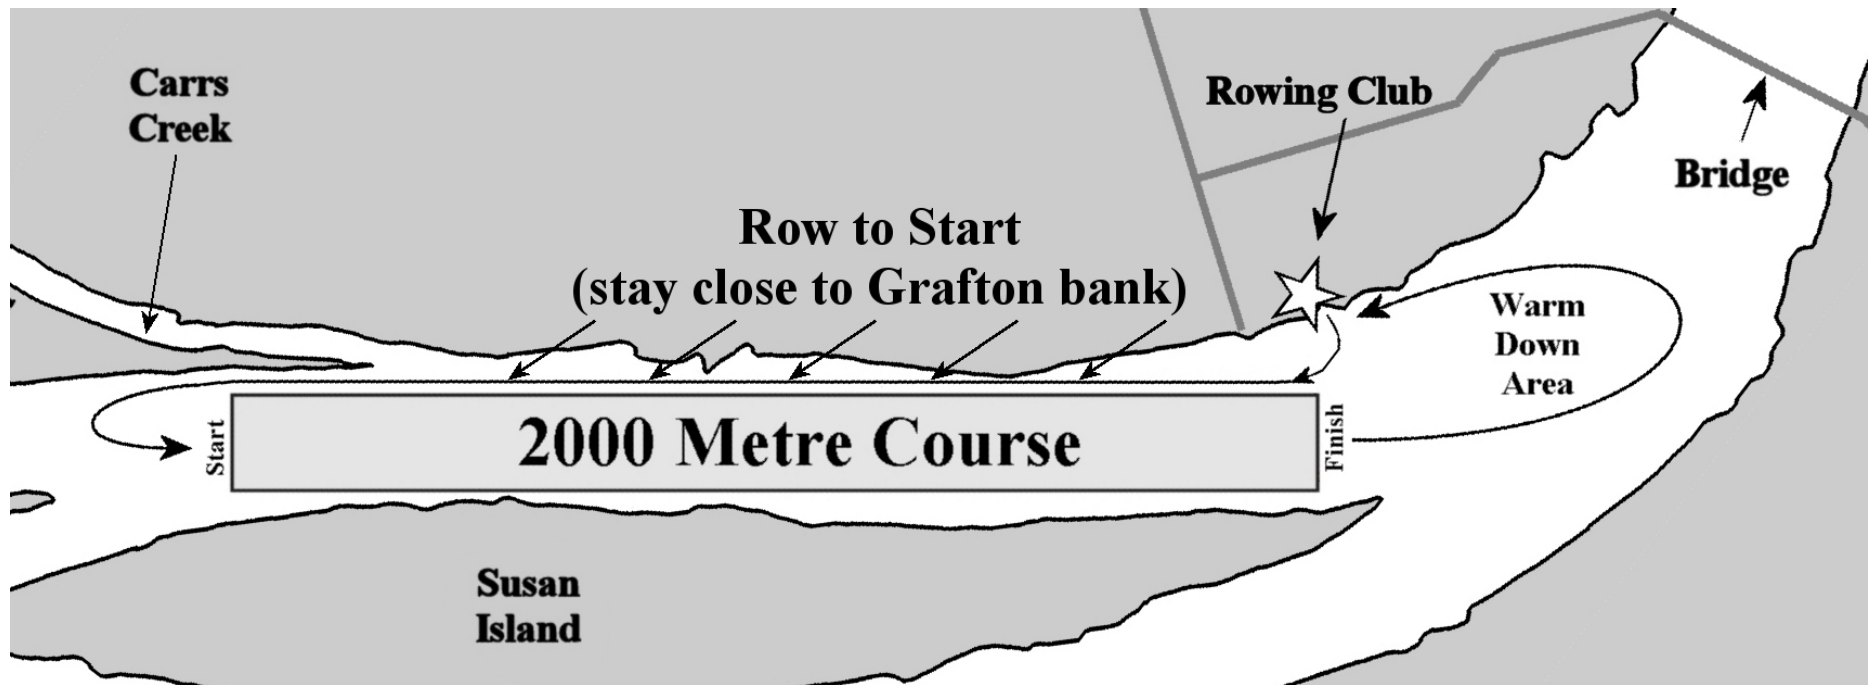 Carrs
Creek
Rowing Club
Bridge
Row to Start
(stay close to Grafton bank)
Warm
Down
Area
Start
2000 Metre Course
Finish
Susan
Island